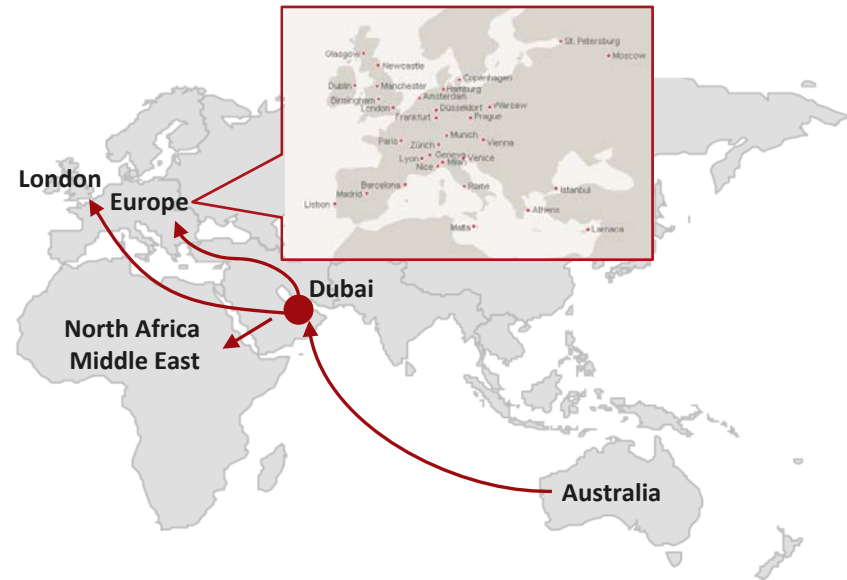 St. Petersburg
Glasgow
Moscow
Newcastle
Copenhagen
Dublin
Manchester
Hamburg
Birmingham
Amsterdam
London
Düsseldorf
Warsaw
Frankfurt
Prague
Paris
Munich
Vienna
Zürich
Lyon
Geneva
Venice
Milan
Nice
Barcelona
Rome
Istanbul
Madrid
Lisbon
Athens
Malta
Larnaca
London
Europe
Dubai
North Africa
Middle East
Australia